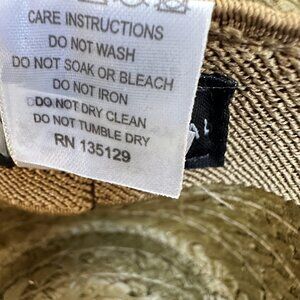 CARE INSTRUCTIONS
DO NOT WASH
DO NOT SOAK OR BLEACH
DO NOT IRON
DO NOT DRY CLEAN
DO NOT TUMBLE DRY
RN 135129